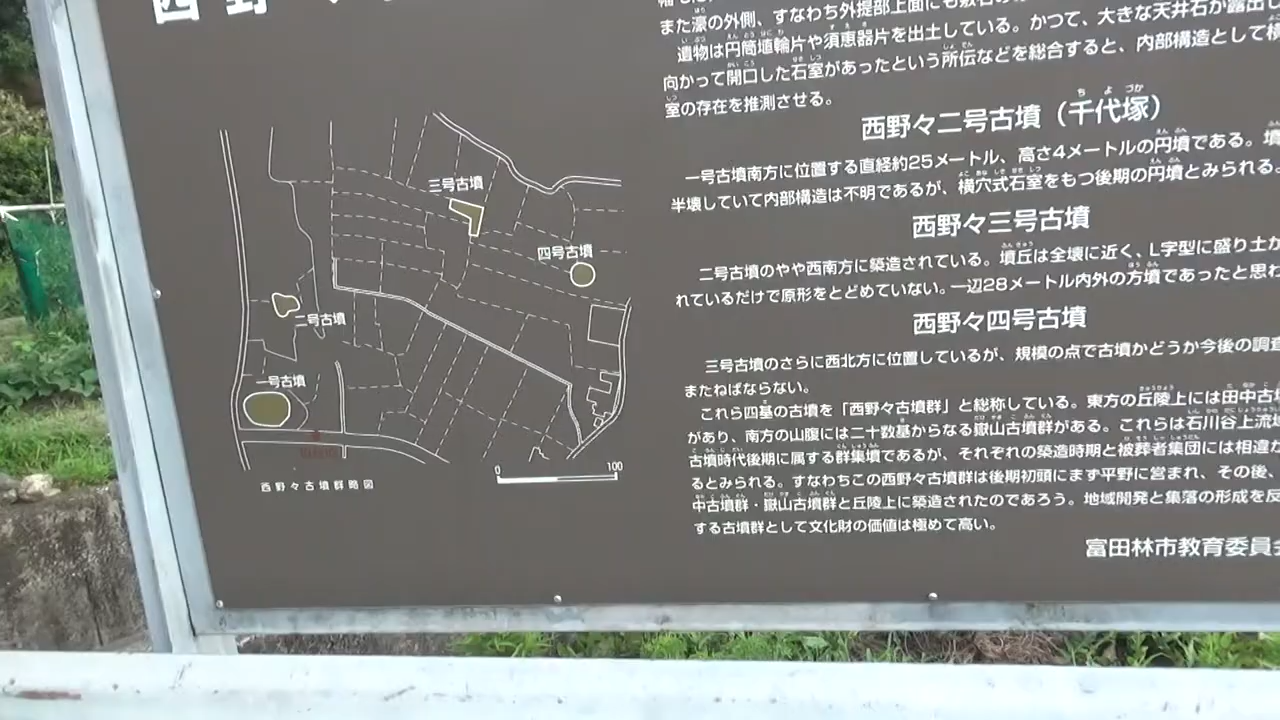 西野々
また濠の外側、すなわち外提部上面にも
遺物は円筒埴輪片や須恵器片を出土している。かつて、大きな天井石が露出し
向かって開口した石室があったという所伝などを総合すると、内部構造として横
室の存在を推測させる。
西野々二号古墳(千代塚)
一号古墳南方に位置する直経約25メートル、高さ4メートルの円墳である。墳
半壊していて内部構造は不明であるが、横穴式石室をもつ後期の円墳とみられる。
西野々三号古墳
二号古墳のやや西南方に築造されている。墳丘は全壊に近く、L字型に盛り土が
れているだけで原形をとどめていない。一辺28メートル内外の方墳であったと思わ
西野々四号古墳
三号古墳のさらに西北方に位置しているが、規模の点で古墳かどうか今後の調査
またねばならない。
これら四基の古墳を「西野々古墳群」と総称している。東方の丘陵上には田中古墳
があり、南方の山腹には二十数基からなる嶽山古墳群がある。これらは石川谷上流域
古墳時代後期に属する群集墳であるが、それぞれの築造時期と被葬者集団には相違が
るとみられる。すなわちこの西野々古墳群は後期初頭にまず平野に営まれ、その後、
中古墳群・嶽山古墳群と丘陵上に築造されたのであろう。地域開発と集落の形成を反
する古墳群として文化財の価値は極めて高い。
富田林市教育委員会
三号古墳
四号古墳
二号古墳
一号古墳
0 100
西野々古墳群略図